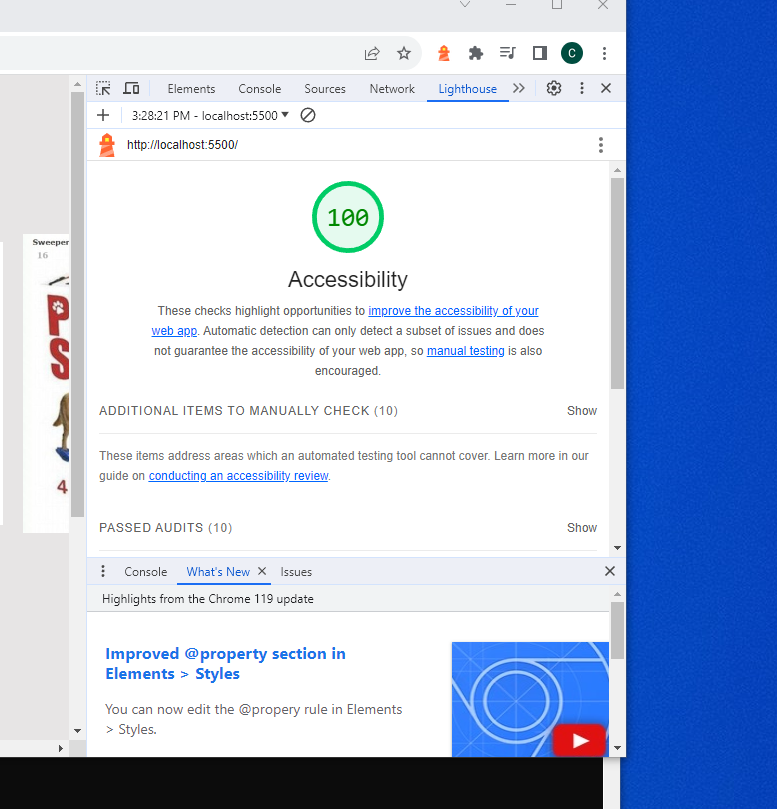 C
Elements Console Sources Network Lighthouse
3:28:21 PM - localhost:5500
http://localhost:5500/
100
Accessibility
These checks highlight opportunities to improve the accessibility of your
web app. Automatic detection can only detect a subset of issues and does
not guarantee the accessibility of your web app, so manual testing is also
encouraged.
ADDITIONAL ITEMS TO MANUALLY CHECK (10) Show
These items address areas which an automated testing tool cannot cover. Learn more in our
guide on conducting an accessibility review.
PASSED AUDITS (10) Show
Console What's New Issues
Highlights from the Chrome 119 update
Improved @property section in
Elements > Styles
You can now edit the @propery rule in Elements
> Styles.
Sweeper
16
P
S
4